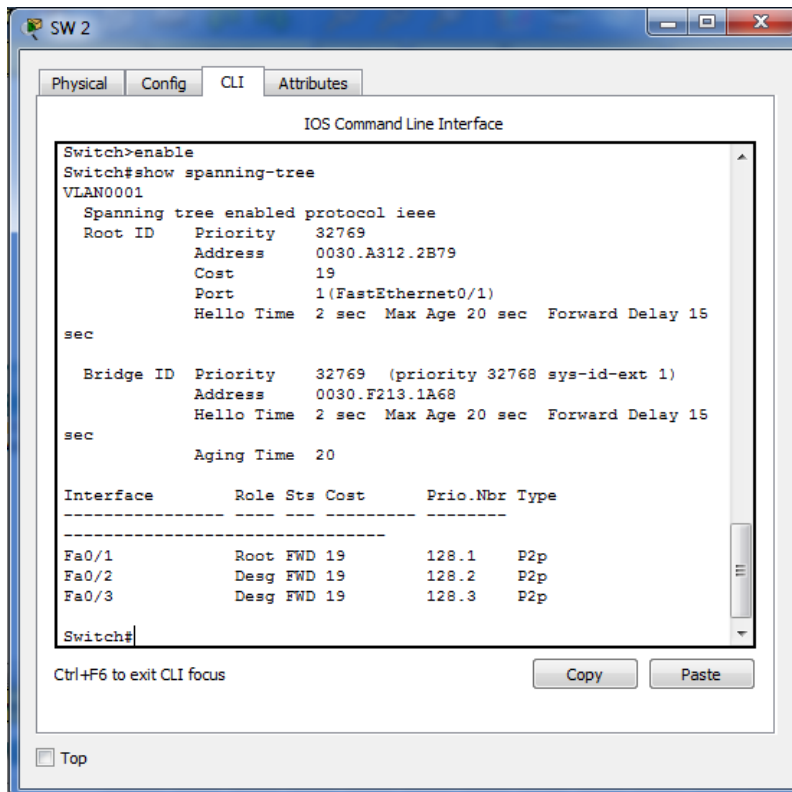 SW 2
Physical Config CLI Attributes
IOS Command Line Interface
Switch>enable
Switch#show spanning-tree
VLAN0001
  Spanning tree enabled protocol ieee
  Root ID    Priority    32769
             Address     0030.A312.2B79
             Cost        19
             Port        1(FastEthernet0/1)
             Hello Time  2 sec  Max Age 20 sec  Forward Delay 15
sec
  Bridge ID  Priority    32769  (priority 32768 sys-id-ext 1)
             Address     0030.F213.1A68
             Hello Time  2 sec  Max Age 20 sec  Forward Delay 15
sec
             Aging Time  20
Interface        Role Sts Cost      Prio.Nbr Type
---------------- ---- --- --------- --------
--------------------------------
Fa0/1            Root FWD 19        128.1    P2p
Fa0/2            Desg FWD 19        128.2    P2p
Fa0/3            Desg FWD 19        128.3    P2p
Switch#
Ctrl+F6 to exit CLI focus Copy Paste
Top